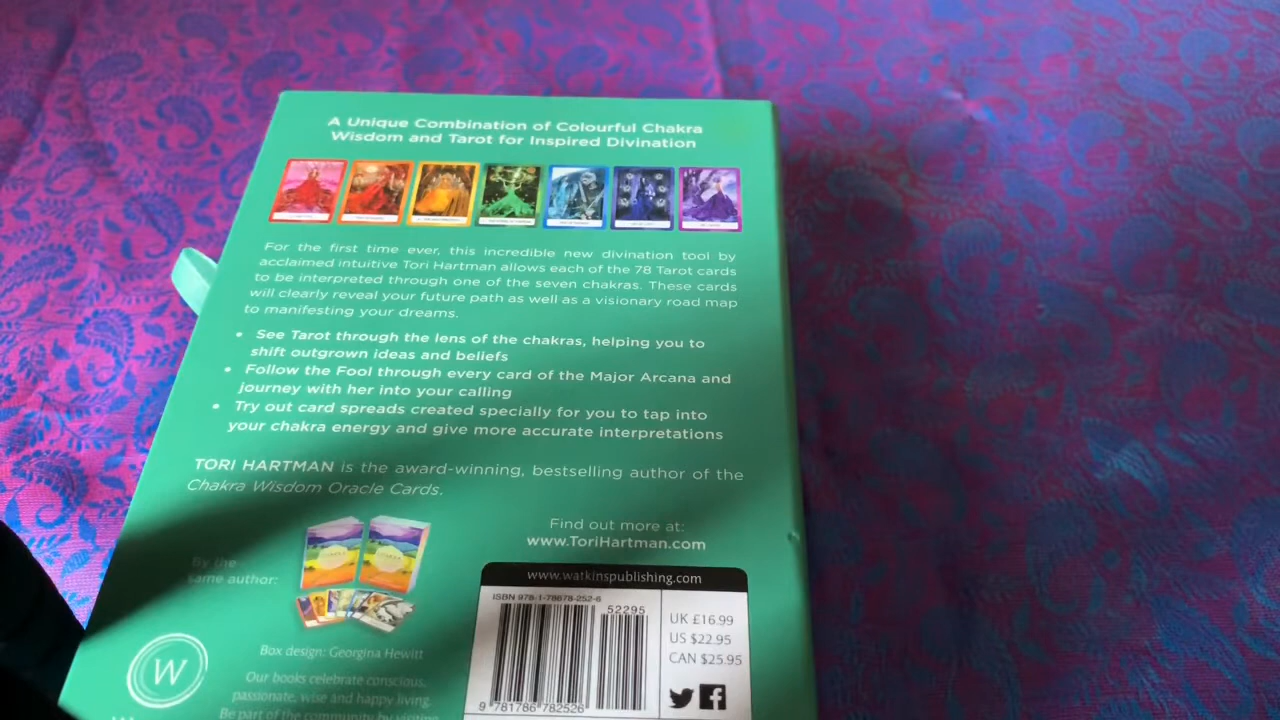 A Unique Combination of Colourful Chakra
Wisdom and Tarot for Inspired Divination
For the first time ever, this incredible new divination tool by
acclaimed intuitive Tori Hartman allows each of the 78 Tarot cards
to be interpreted through one of the seven chakras. These cards
will clearly reveal your future path as well as a visionary road map
to manifesting your dreams.
• See Tarot through the lens of the chakras, helping you to
shift outgrown ideas and beliefs
• Follow the Fool through every card of the Major Arcana and
journey with her into your calling
• Try out card spreads created specially for you to tap into
your chakra energy and give more accurate interpretations
TORI HARTMAN is the award-winning, bestselling author of the
Chakra Wisdom Oracle Cards.
By the
same author:
Find out more at:
www.ToriHartman.com
www.watkinspublishing.com
ISBN 978-1-78678-252-6
52295
9 781786 782526
UK £16.99
US $22.95
CAN $25.95
Box design: Georgina Hewitt
Our books celebrate conscious,
passionate, wise and happy living.
Be part of the community by visiting
W